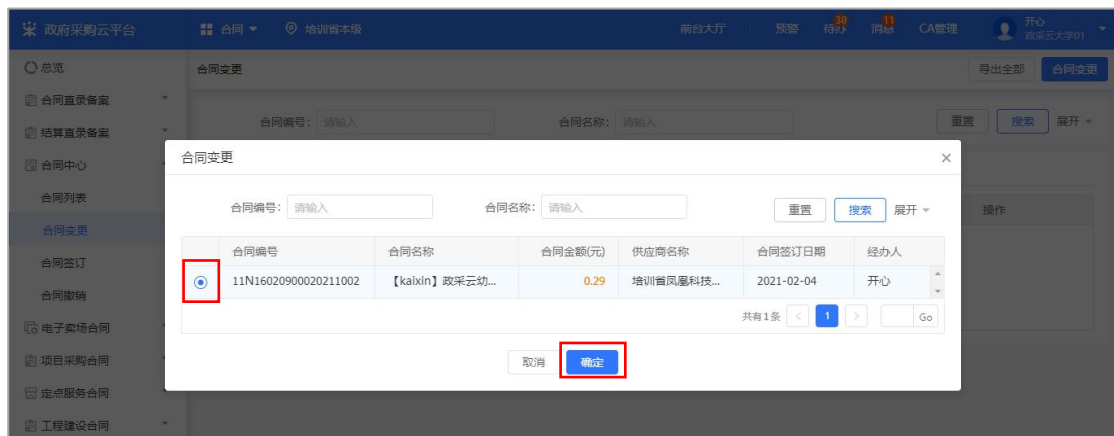 政府采购云平台 合同 培训省本级 前台大厅 预警 待办 38 消息 11 CA管理 开心
政采云大学01
总览
合同变更 导出全部 合同变更
合同直录备案
合同编号： 请输入 合同名称： 请输入 重置 搜索 展开
结算直录备案
合同中心
合同变更 ×
合同列表
合同编号： 请输入 合同名称： 请输入 重置 搜索 展开
操作
合同变更
合同编号 合同名称 合同金额(元) 供应商名称 合同签订日期 经办人
合同签订
11N16020900020211002 【kaixin】政采云幼... 0.29 培训省凤凰科技... 2021-02-04 开心
合同撤销
共有1条 < 1 > Go
电子卖场合同
项目采购合同
取消 确定
定点服务合同
工程建设合同